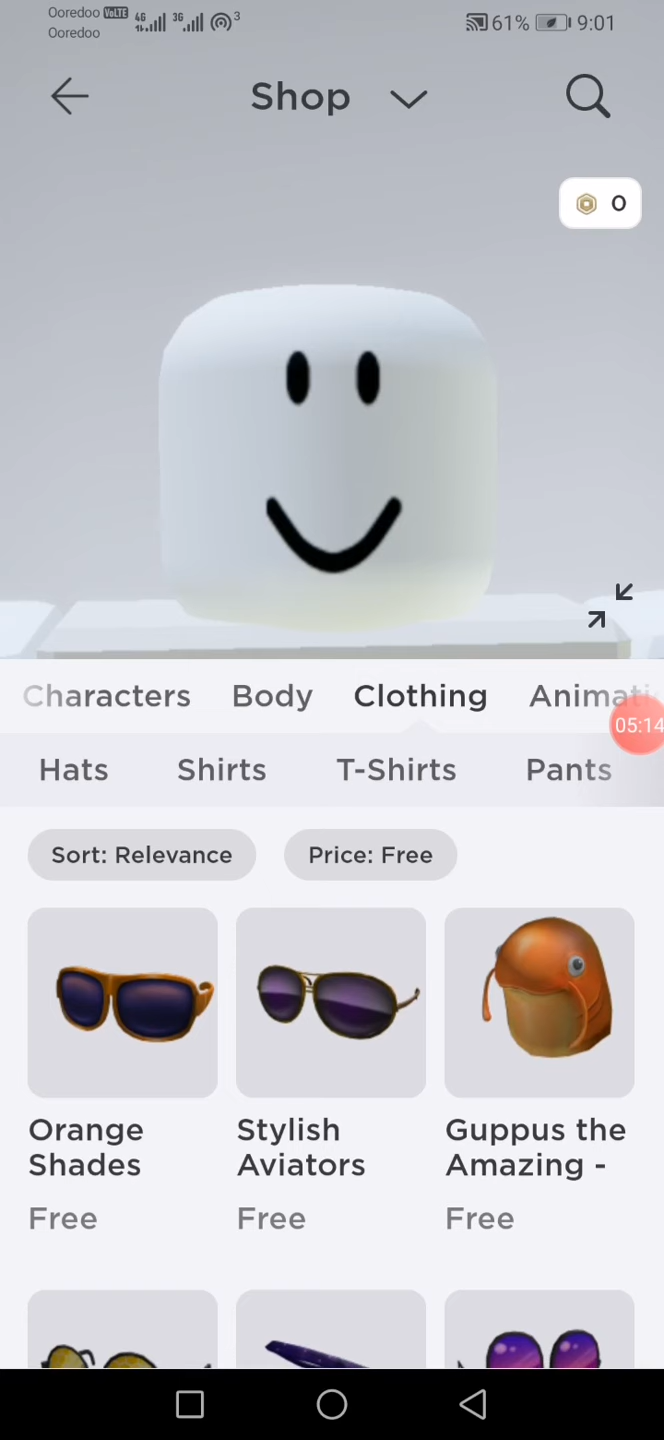 Ooredoo VoLTE 4G 3G 3 61% 9:01
Ooredoo
Shop
0
Characters Body Clothing Animati
05:14
Hats Shirts T-Shirts Pants
Sort: Relevance Price: Free
Orange Stylish Guppus the
Shades Aviators Amazing -
Free Free Free